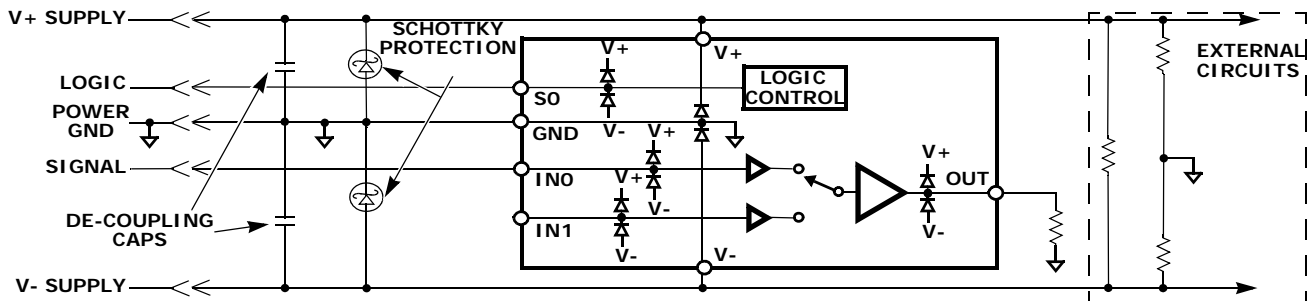 V+ SUPPLY
LOGIC
POWER
GND
SIGNAL
DE-COUPLING
CAPS
V- SUPPLY
SCHOTTKY
PROTECTION
S0
GND
IN0
IN1
V+
V-
V+
V-
V+
V-
V+
V-
LOGIC
CONTROL
V+
V-
OUT
EXTERNAL
CIRCUITS